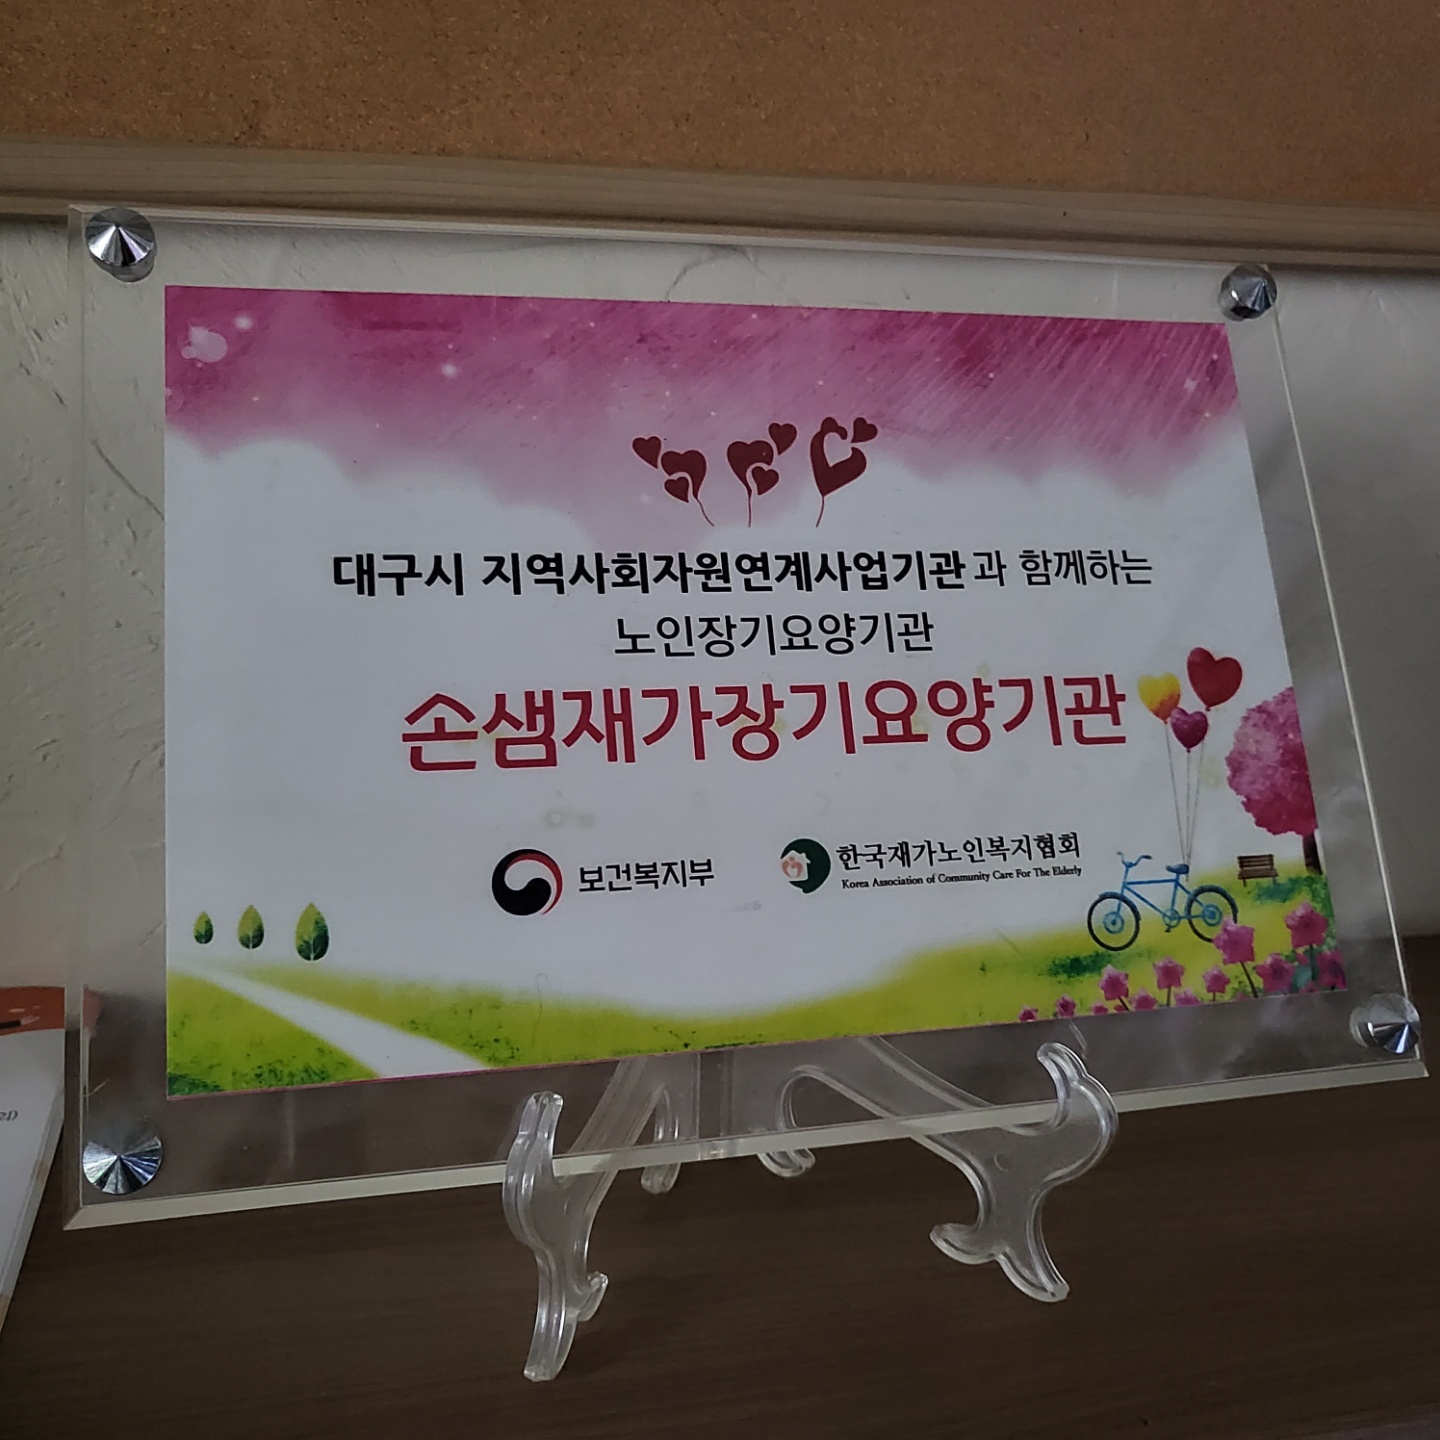 대구시 지역사회자원연계사업기관과 함께하는
노인장기요양기관
손샘재가장기요양기관
보건복지부
한국재가노인복지협회
Korea Association of Community Care For The Elderly